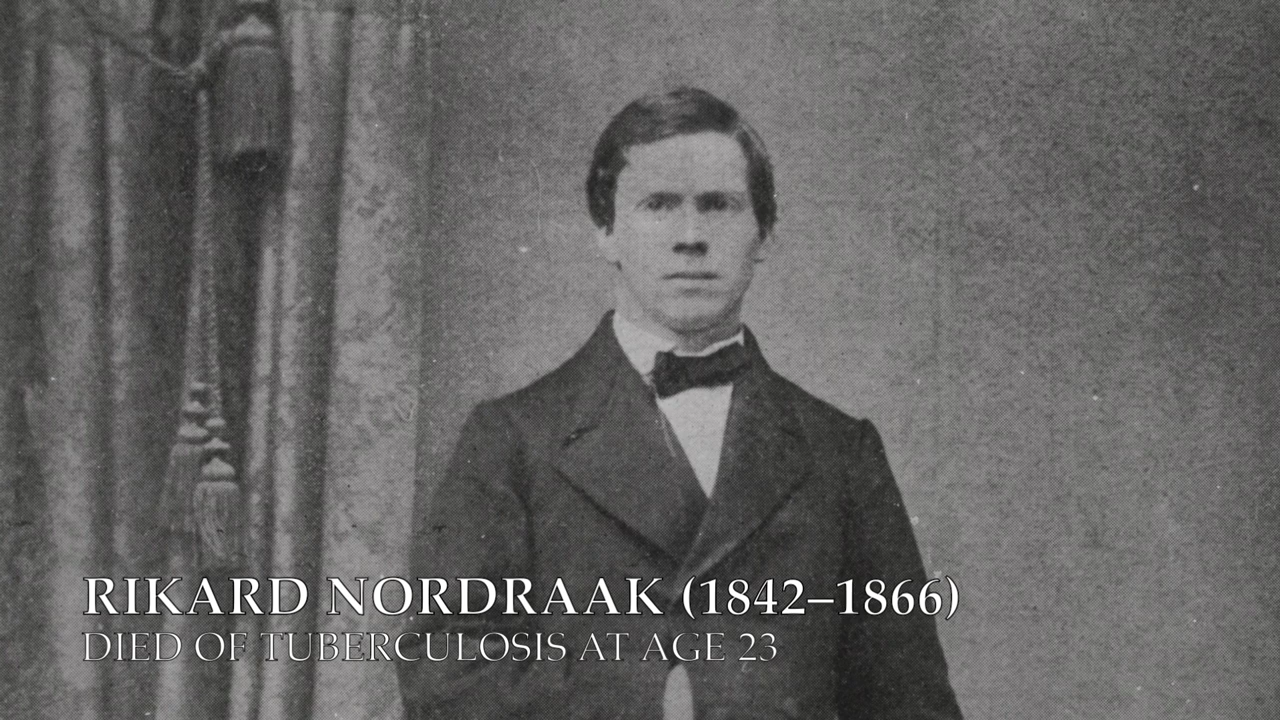 RIKARD NORDRAAK (1842–1866)
DIED OF TUBERCULOSIS AT AGE 23